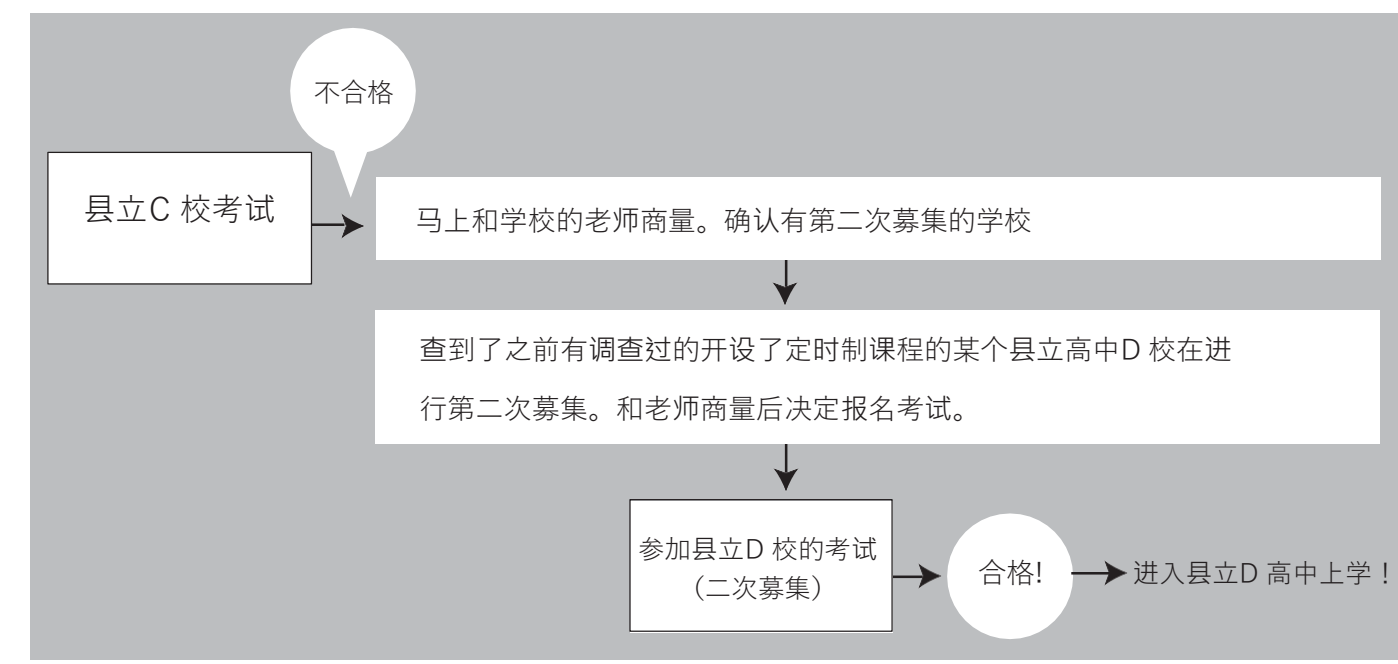 不合格
县立C 校考试
马上和学校的老师商量。确认有第二次募集的学校
查到了之前有调查过的开设了定时制课程的某个县立高中D 校在进
行第二次募集。和老师商量后决定报名考试。
参加县立D 校的考试
（二次募集）
合格!
进入县立D 高中上学！